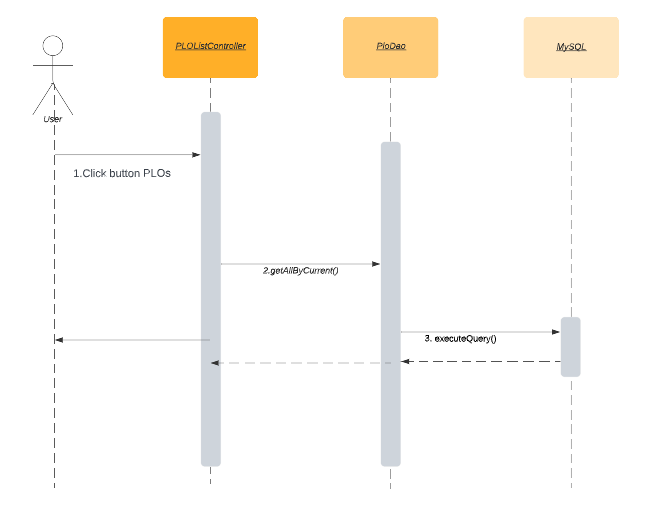 PLOListController
PloDao
MySQL
User
1.Click button PLOs
2.getAllByCurrent()
3. executeQuery()